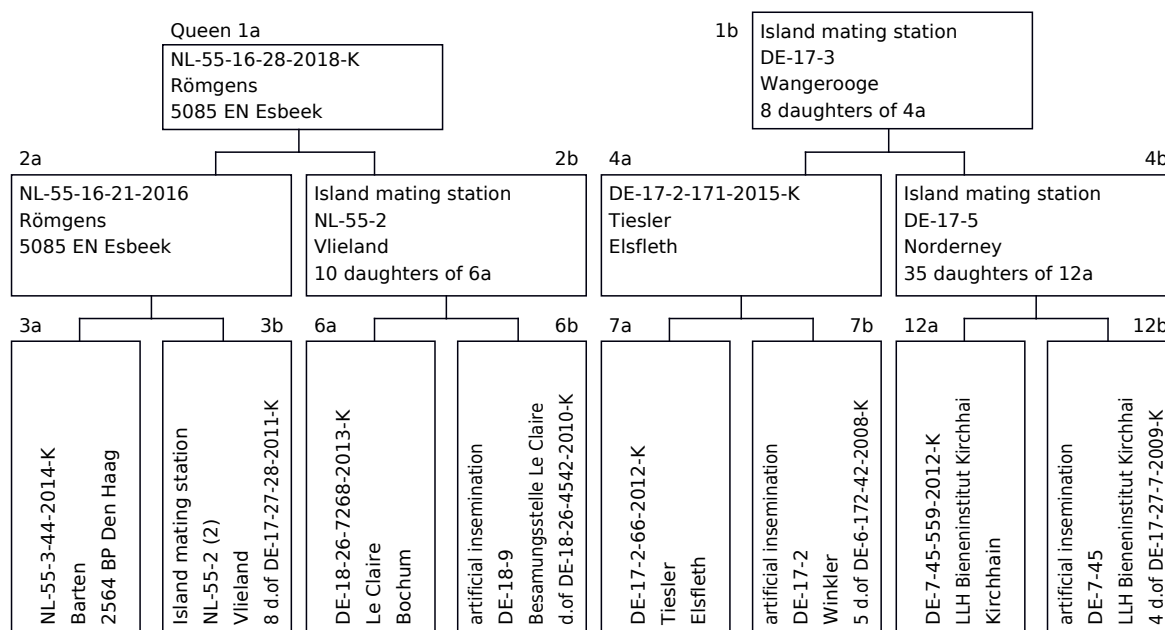 Queen 1a
NL-55-16-28-2018-K
Römgens
5085 EN Esbeek
1b
Island mating station
DE-17-3
Wangerooge
8 daughters of 4a
2a
NL-55-16-21-2016
Römgens
5085 EN Esbeek
2b
Island mating station
NL-55-2
Vlieland
10 daughters of 6a
4a
DE-17-2-171-2015-K
Tiesler
Elsfleth
4b
Island mating station
DE-17-5
Norderney
35 daughters of 12a
3a
NL-55-3-44-2014-K
Barten
2564 BP Den Haag
3b
Island mating station
NL-55-2 (2)
Vlieland
8 d.of DE-17-27-28-2011-K
6a
DE-18-26-7268-2013-K
Le Claire
Bochum
6b
artificial insemination
DE-18-9
Besamungsstelle Le Claire
d.of DE-18-26-4542-2010-K
7a
DE-17-2-66-2012-K
Tiesler
Elsfleth
7b
artificial insemination
DE-17-2
Winkler
5 d.of DE-6-172-42-2008-K
12a
DE-7-45-559-2012-K
LLH Bieneninstitut Kirchhai
Kirchhain
12b
artificial insemination
DE-7-45
LLH Bieneninstitut Kirchhai
4 d.of DE-17-27-7-2009-K